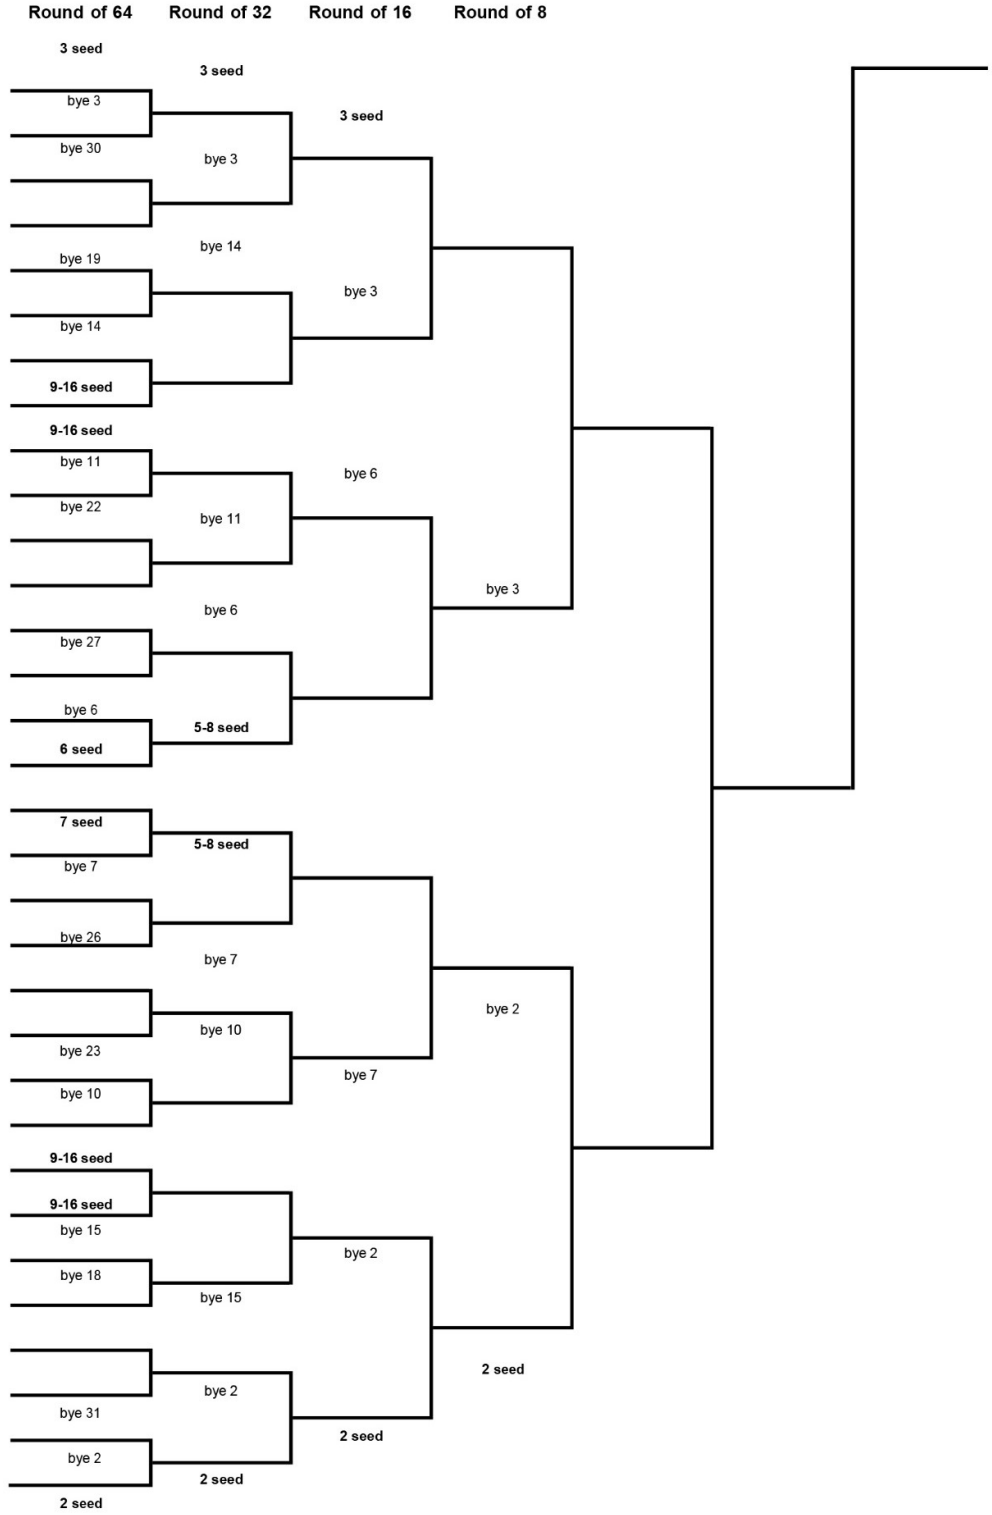 Round of 64 Round of 32 Round of 16 Round of 8
3 seed
3 seed
bye 3
3 seed
bye 30
bye 3
bye 14
bye 19
bye 3
bye 14
9-16 seed
9-16 seed
bye 11
bye 6
bye 22
bye 11
bye 3
bye 6
bye 27
bye 6
5-8 seed
6 seed
7 seed
5-8 seed
bye 7
bye 26
bye 7
bye 2
bye 10
bye 23
bye 7
bye 10
9-16 seed
9-16 seed
bye 15
bye 2
bye 18
bye 15
2 seed
bye 2
bye 31
2 seed
bye 2
2 seed
2 seed